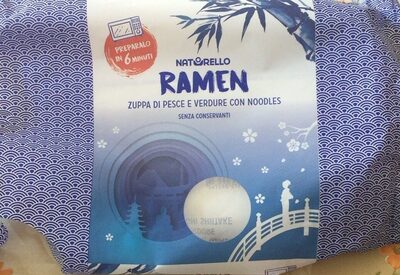 PREPARALO
IN 6 MINUTI
NATURELLO
RAMEN
ZUPPA DI PESCE E VERDURE CON NOODLES
SENZA CONSERVANTI